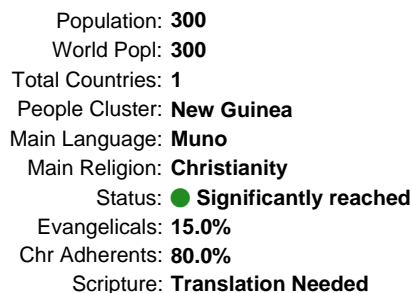 Population: 300
World Popl: 300
Total Countries: 1
People Cluster: New Guinea
Main Language: Muno
Main Religion: Christianity
Status: Significantly reached
Evangelicals: 15.0%
Chr Adherents: 80.0%
Scripture: Translation Needed